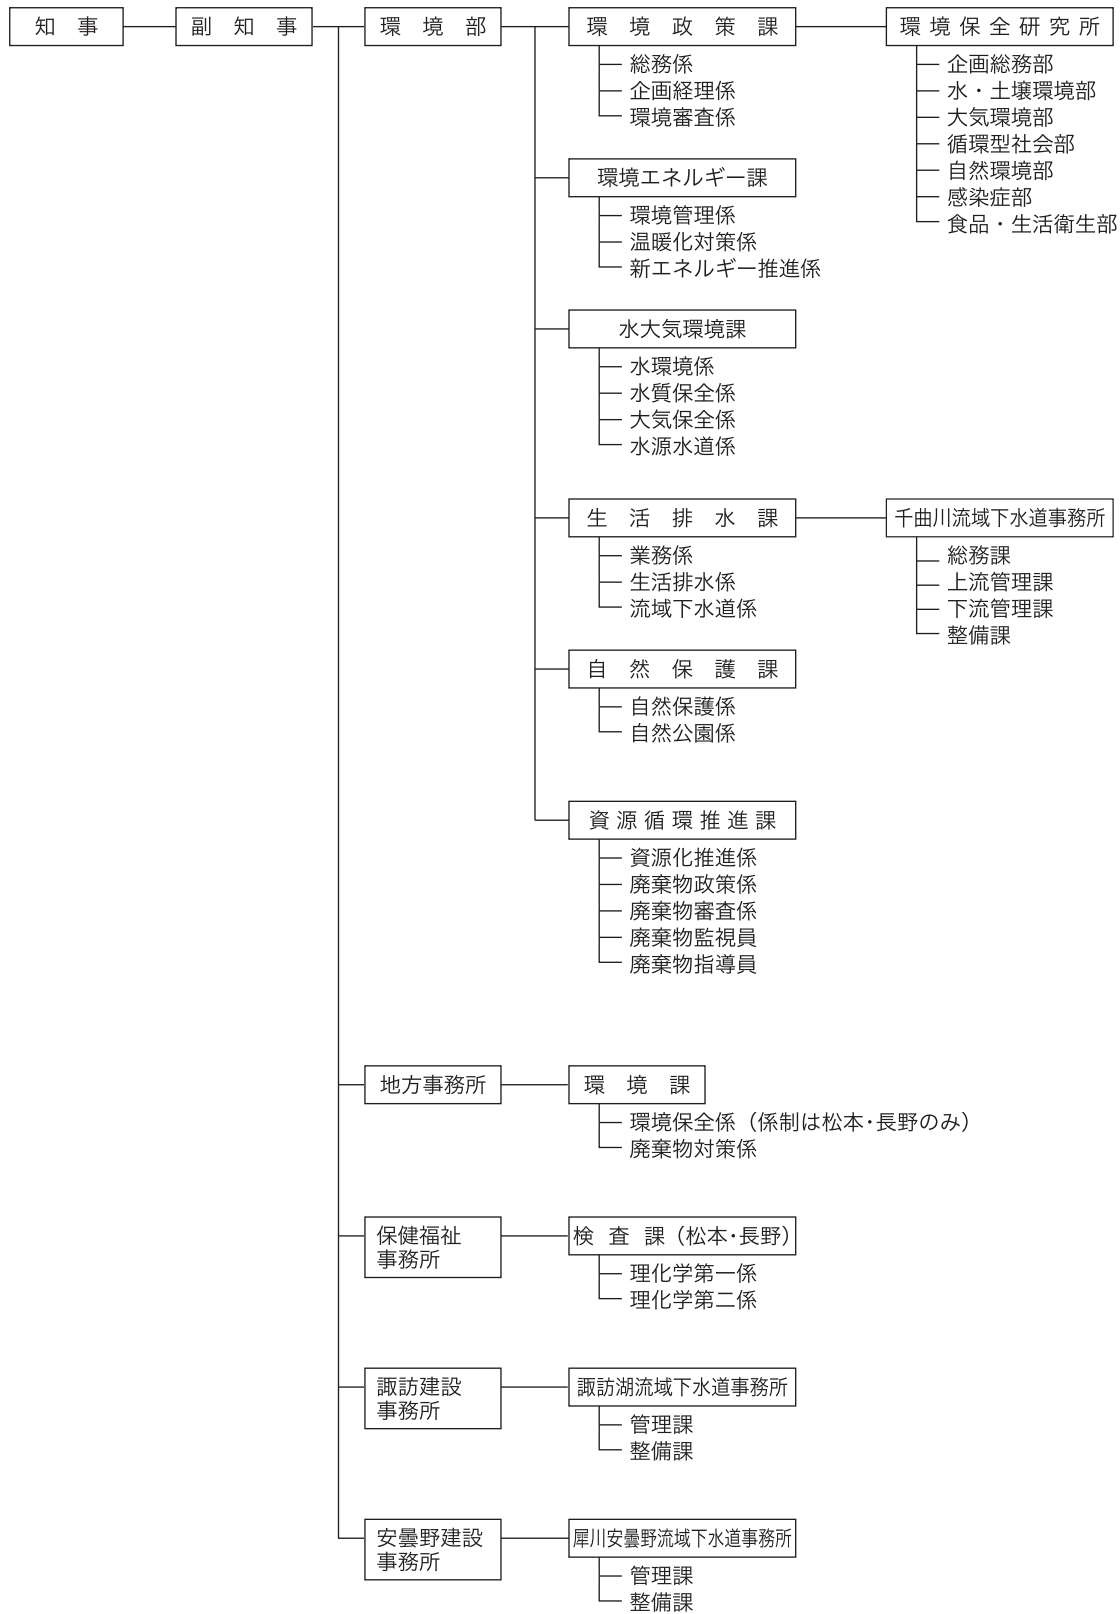 知事
副知事
環境部
環境政策課
総務係
企画経理係
環境審査係
環境保全研究所
企画総務部
水・土壌環境部
大気環境部
循環型社会部
自然環境部
感染症部
食品・生活衛生部
環境エネルギー課
環境管理係
温暖化対策係
新エネルギー推進係
水大気環境課
水環境係
水質保全係
大気保全係
水源水道係
生活排水課
業務係
生活排水係
流域下水道係
千曲川流域下水道事務所
総務課
上流管理課
下流管理課
整備課
自然保護課
自然保護係
自然公園係
資源循環推進課
資源化推進係
廃棄物政策係
廃棄物審査係
廃棄物監視員
廃棄物指導員
地方事務所
環境課
環境保全係（係制は松本・長野のみ）
廃棄物対策係
保健福祉
事務所
検査課（松本・長野）
理化学第一係
理化学第二係
諏訪建設
事務所
諏訪湖流域下水道事務所
管理課
整備課
安曇野建設
事務所
犀川安曇野流域下水道事務所
管理課
整備課